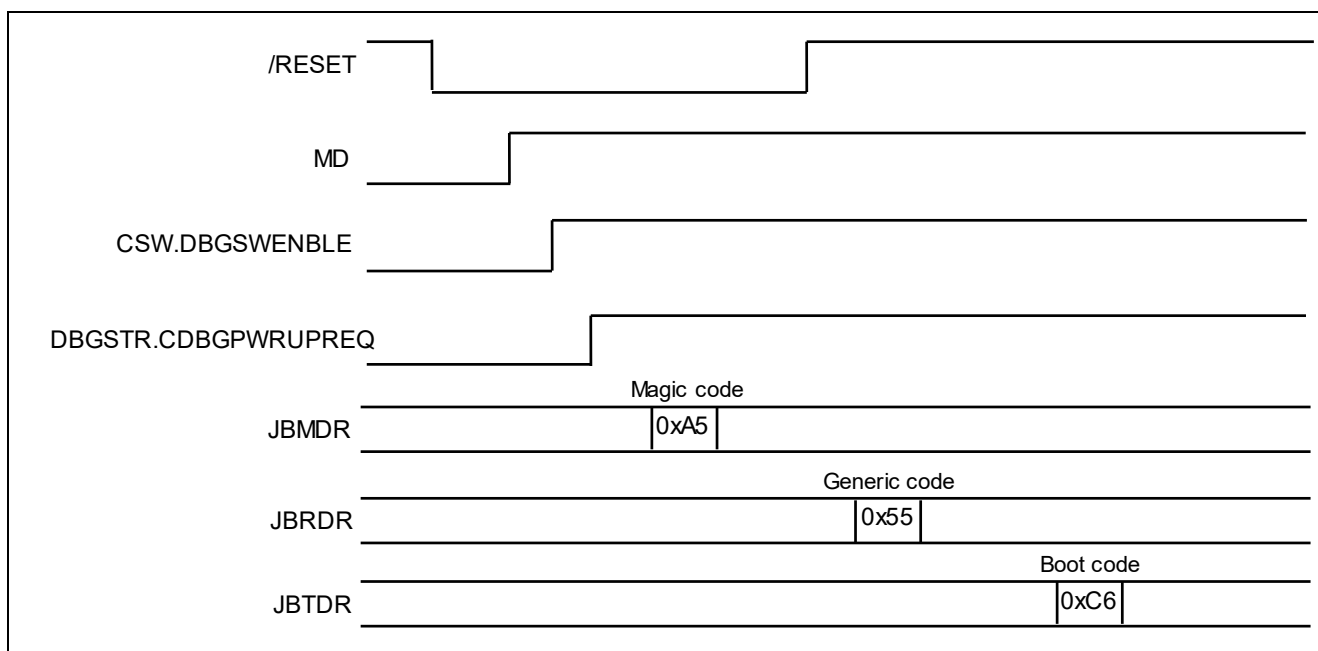 /RESET
MD
CSW.DBGSWENBLE
DBGSTR.CDBGPWRUPREQ
Magic code
JBMDR
0xA5
Generic code
JBRDR
0x55
Boot code
JBTDR
0xC6